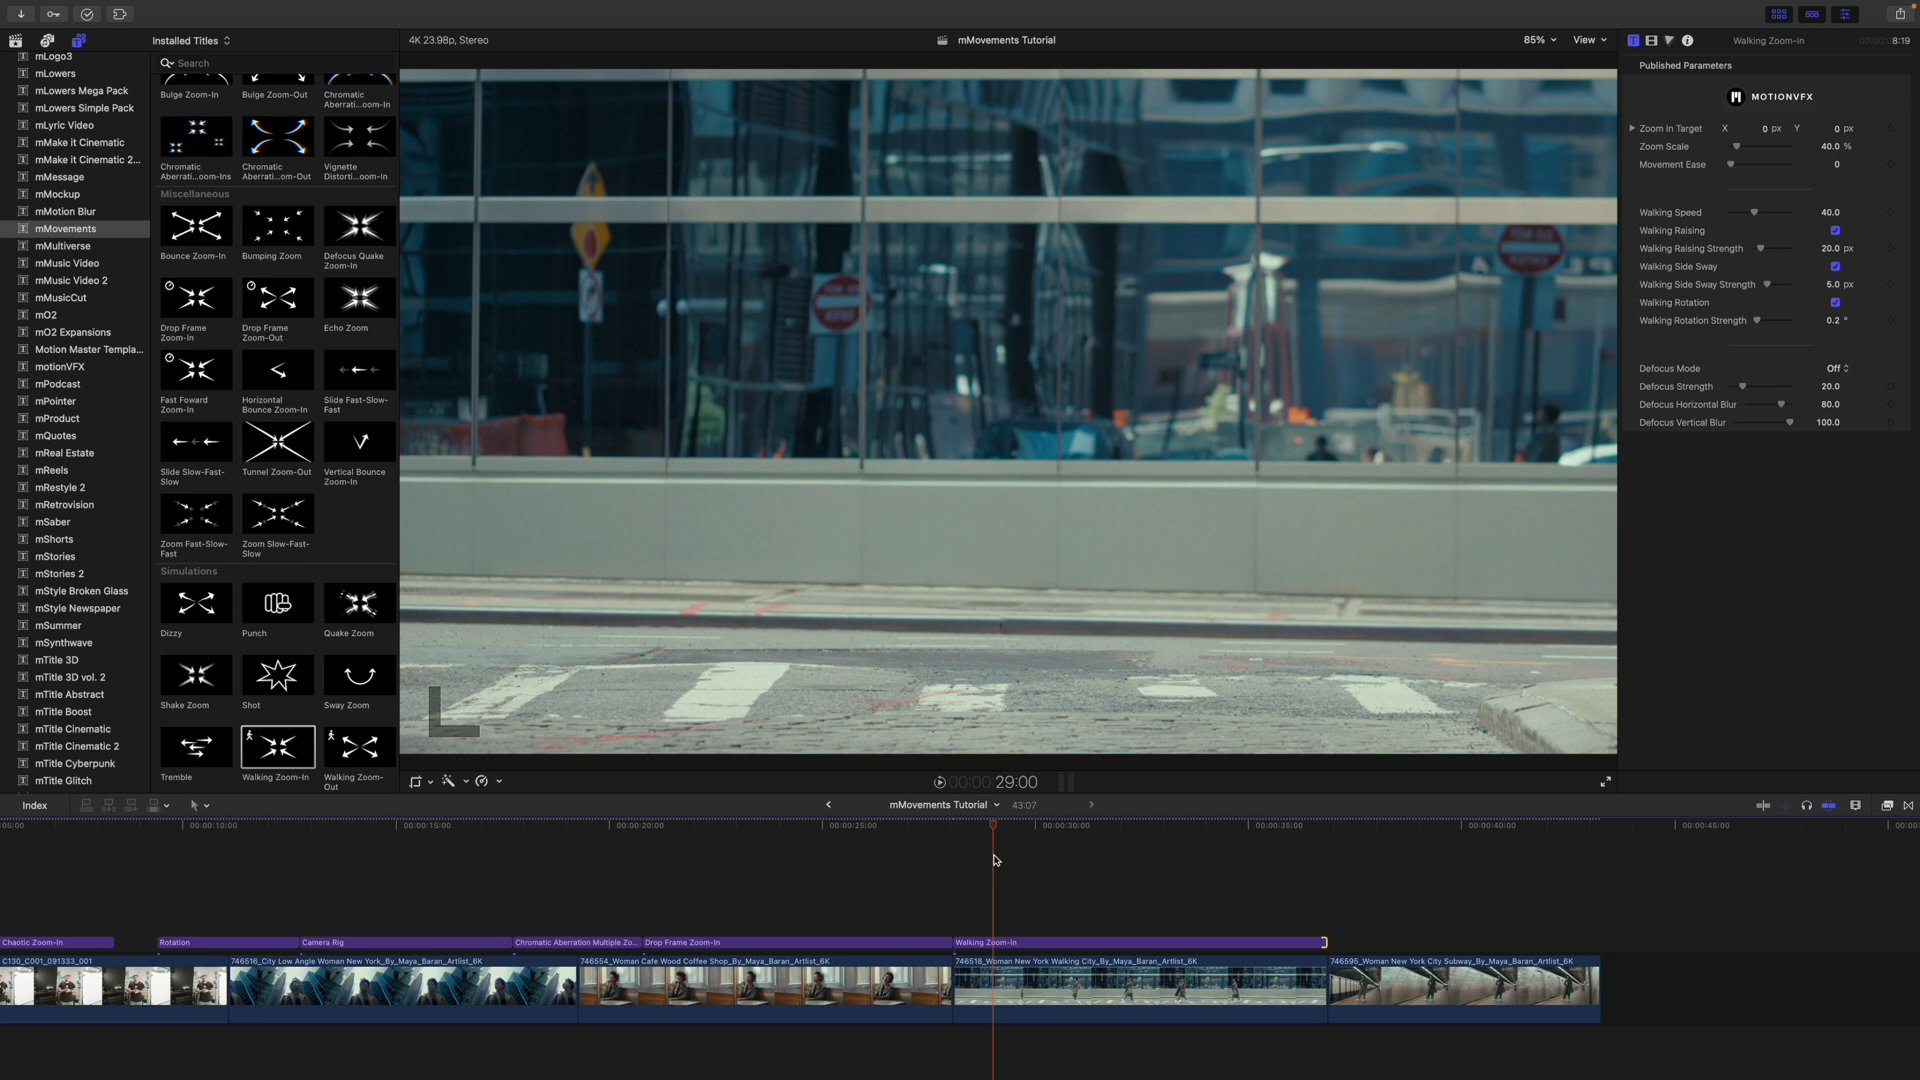 Installed Titles
4K 23.98p, Stereo
mMovements Tutorial
85%
View
Walking Zoom-In
00:00:08:19
mLogo3
mLowers
mLowers Mega Pack
mLowers Simple Pack
mLyric Video
mMake it Cinematic
mMake it Cinematic 2...
mMessage
mMockup
mMotion Blur
mMovements
mMultiverse
mMusic Video
mMusic Video 2
mMusicCut
mO2
mO2 Expansions
Motion Master Templa...
motionVFX
mPodcast
mPointer
mProduct
mQuotes
mReal Estate
mReels
mRestyle 2
mRetrovision
mSaber
mShorts
mStories
mStories 2
mStyle Broken Glass
mStyle Newspaper
mSummer
mSynthwave
mTitle 3D
mTitle 3D vol. 2
mTitle Abstract
mTitle Boost
mTitle Cinematic
mTitle Cinematic 2
mTitle Cyberpunk
mTitle Glitch
Search
Bulge Zoom-In
Bulge Zoom-Out
Chromatic
Aberrati...oom-In
Chromatic
Aberrati...oom-Ins
Chromatic
Aberrati...om-Out
Vignette
Distorti...oom-In
Miscellaneous
Bounce Zoom-In
Bumping Zoom
Defocus Quake
Zoom-In
Drop Frame
Zoom-In
Drop Frame
Zoom-Out
Echo Zoom
Fast Foward
Zoom-In
Horizontal
Bounce Zoom-In
Slide Fast-Slow-
Fast
Slide Slow-Fast-
Slow
Tunnel Zoom-Out
Vertical Bounce
Zoom-In
Zoom Fast-Slow-
Fast
Zoom Slow-Fast-
Slow
Simulations
Dizzy
Punch
Quake Zoom
Shake Zoom
Shot
Sway Zoom
Tremble
Walking Zoom-In
Walking Zoom-
Out
Published Parameters
MOTIONVFX
Zoom In Target X 0 px Y 0 px
Zoom Scale 40.0 %
Movement Ease 0
Walking Speed 40.0
Walking Raising
Walking Raising Strength 20.0 px
Walking Side Sway
Walking Side Sway Strength 5.0 px
Walking Rotation
Walking Rotation Strength 0.2 °
Defocus Mode Off
Defocus Strength 20.0
Defocus Horizontal Blur 80.0
Defocus Vertical Blur 100.0
00:00:29:00
Index
mMovements Tutorial
43:07
:05:00
00:00:10:00
00:00:15:00
00:00:20:00
00:00:25:00
00:00:30:00
00:00:35:00
00:00:40:00
00:00:45:00
00:00:
Chaotic Zoom-In
Rotation
Camera Rig
Chromatic Aberration Multiple Zo...
Drop Frame Zoom-In
Walking Zoom-In
C130_C001_091333_001
746516_City Low Angle Woman New York_By_Maya_Baran_Artlist_6K
746554_Woman Cafe Wood Coffee Shop_By_Maya_Baran_Artlist_6K
746518_Woman New York Walking City_By_Maya_Baran_Artlist_6K
746595_Woman New York City Subway_By_Maya_Baran_Artlist_6K